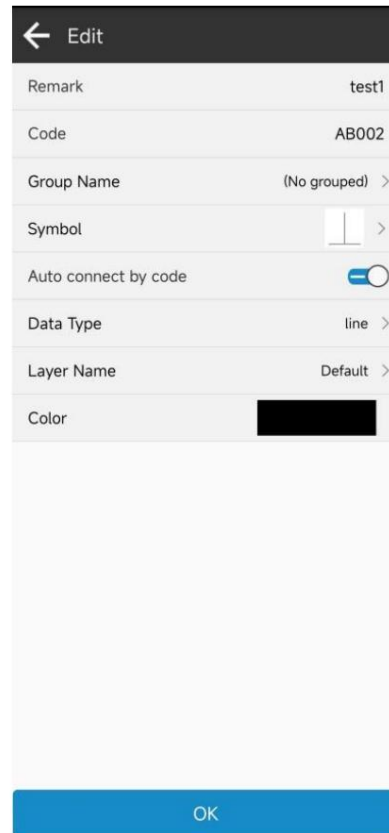 Edit
Remark test1
Code AB002
Group Name (No grouped)
Symbol
Auto connect by code
Data Type line
Layer Name Default
Color
OK